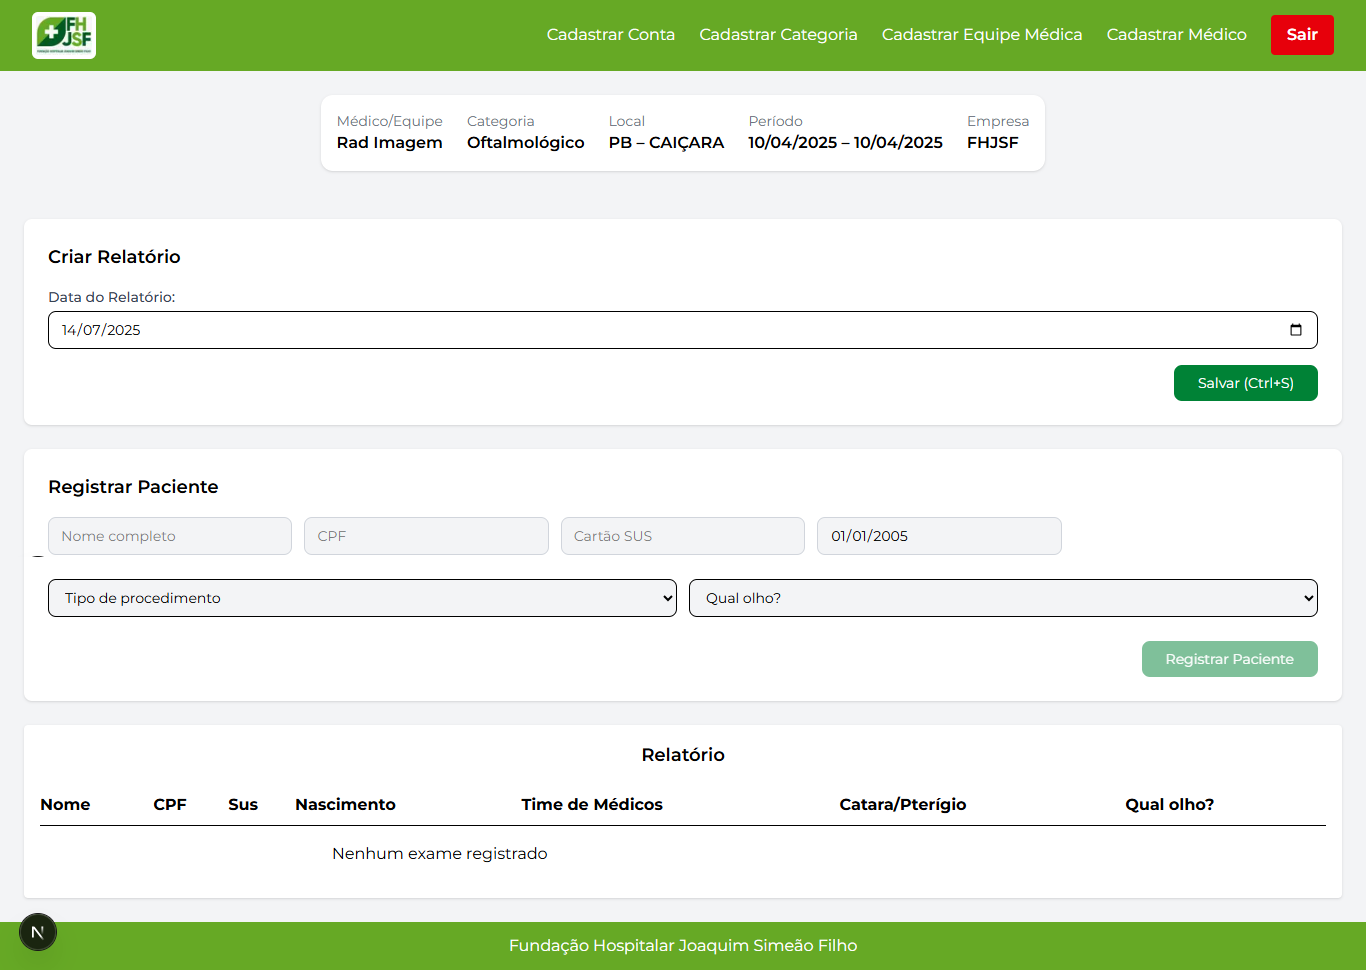 FH
JSF
Cadastrar Conta Cadastrar Categoria Cadastrar Equipe Médica Cadastrar Médico Sair
Médico/Equipe Categoria Local Período Empresa
Rad Imagem Oftalmológico PB – CAIÇARA 10/04/2025 – 10/04/2025 FHJSF
Criar Relatório
Data do Relatório:
14/07/2025
Salvar (Ctrl+S)
Registrar Paciente
Nome completo CPF Cartão SUS 01/01/2005
Tipo de procedimento Qual olho?
Registrar Paciente
Relatório
Nome CPF Sus Nascimento Time de Médicos Catara/Pterígio Qual olho?
Nenhum exame registrado
N
Fundação Hospitalar Joaquim Simeão Filho